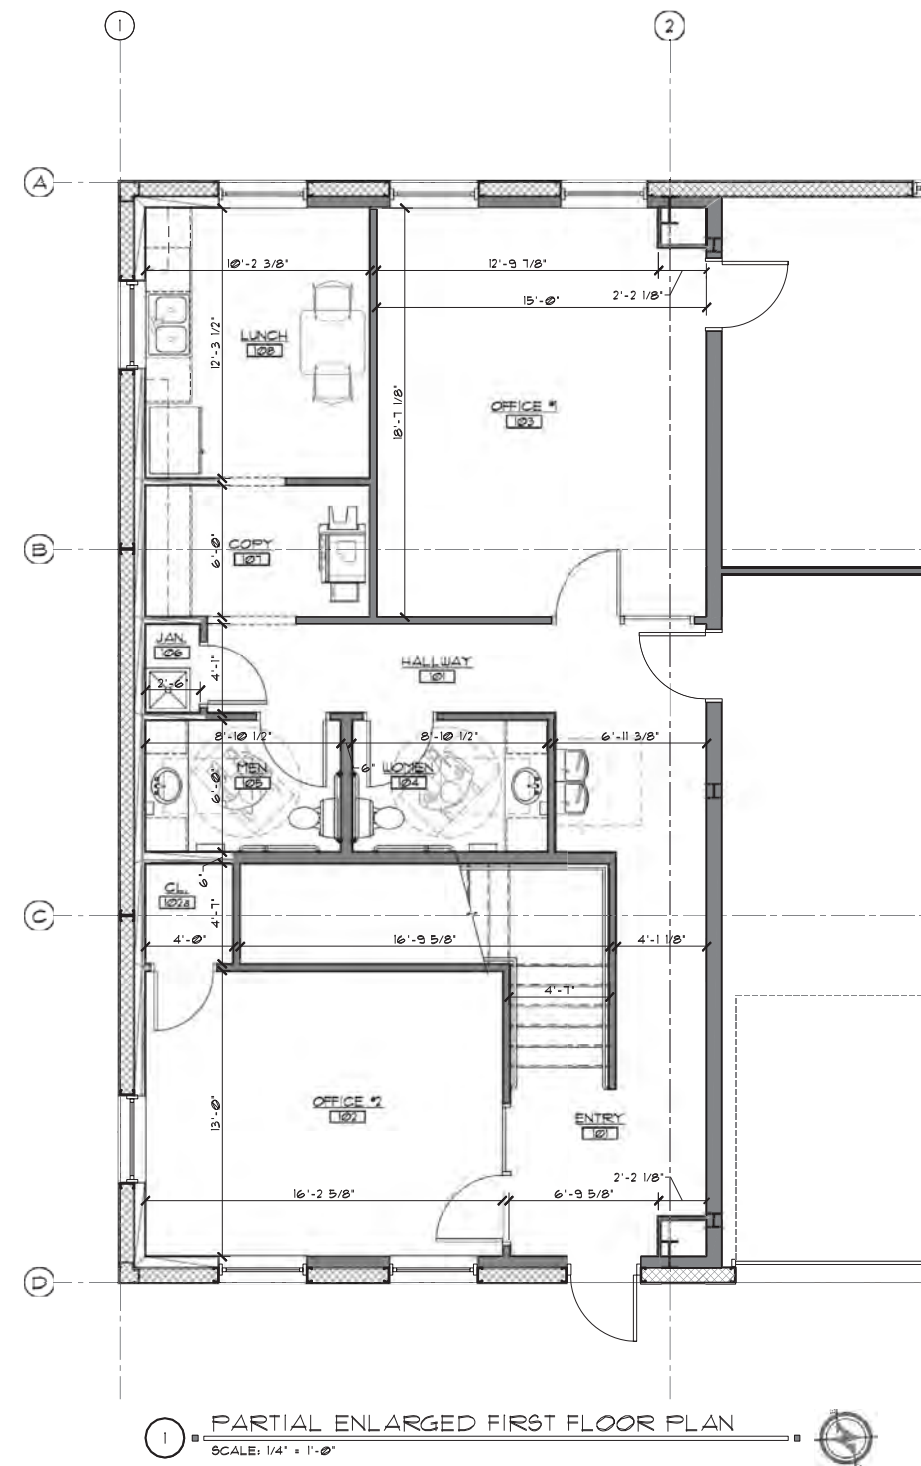 1
2
A
10'-2 3/8"
12'-9 7/8"
2'-2 1/8"
15'-0"
12'-3 1/2"
LUNCH
108
18'-7 1/8"
OFFICE #1
103
B
6'-0"
COPY
107
JAN.
106
4'-1"
2'-6"
HALLWAY
101
8'-10 1/2"
8'-10 1/2"
6'-11 3/8"
6"
MEN
105
WOMEN
104
6'-0"
6"
CL.
102a
4'-7"
C
4'-0"
16'-9 5/8"
4'-1 1/8"
4'-7"
OFFICE #2
102
13'-0"
ENTRY
101
2'-2 1/8"
16'-2 5/8"
6'-9 5/8"
D
1
PARTIAL ENLARGED FIRST FLOOR PLAN
SCALE: 1/4" = 1'-0"